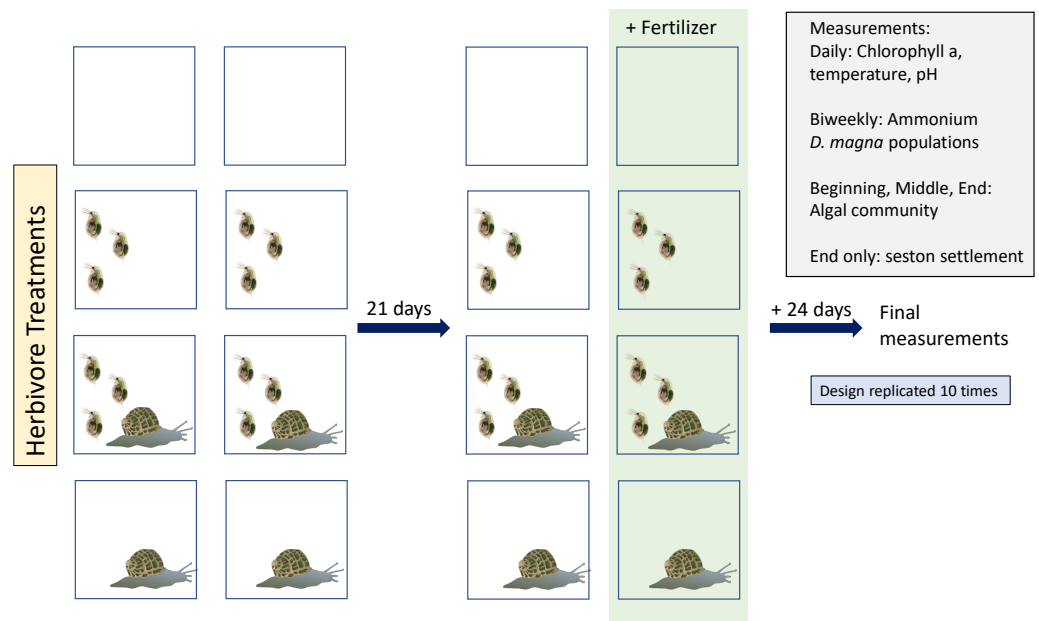 Herbivore Treatments
21 days
+ Fertilizer
+ 24 days
Final
measurements
Measurements:
Daily: Chlorophyll a,
temperature, pH
Biweekly: Ammonium
D. magna populations
Beginning, Middle, End:
Algal community
End only: seston settlement
Design replicated 10 times